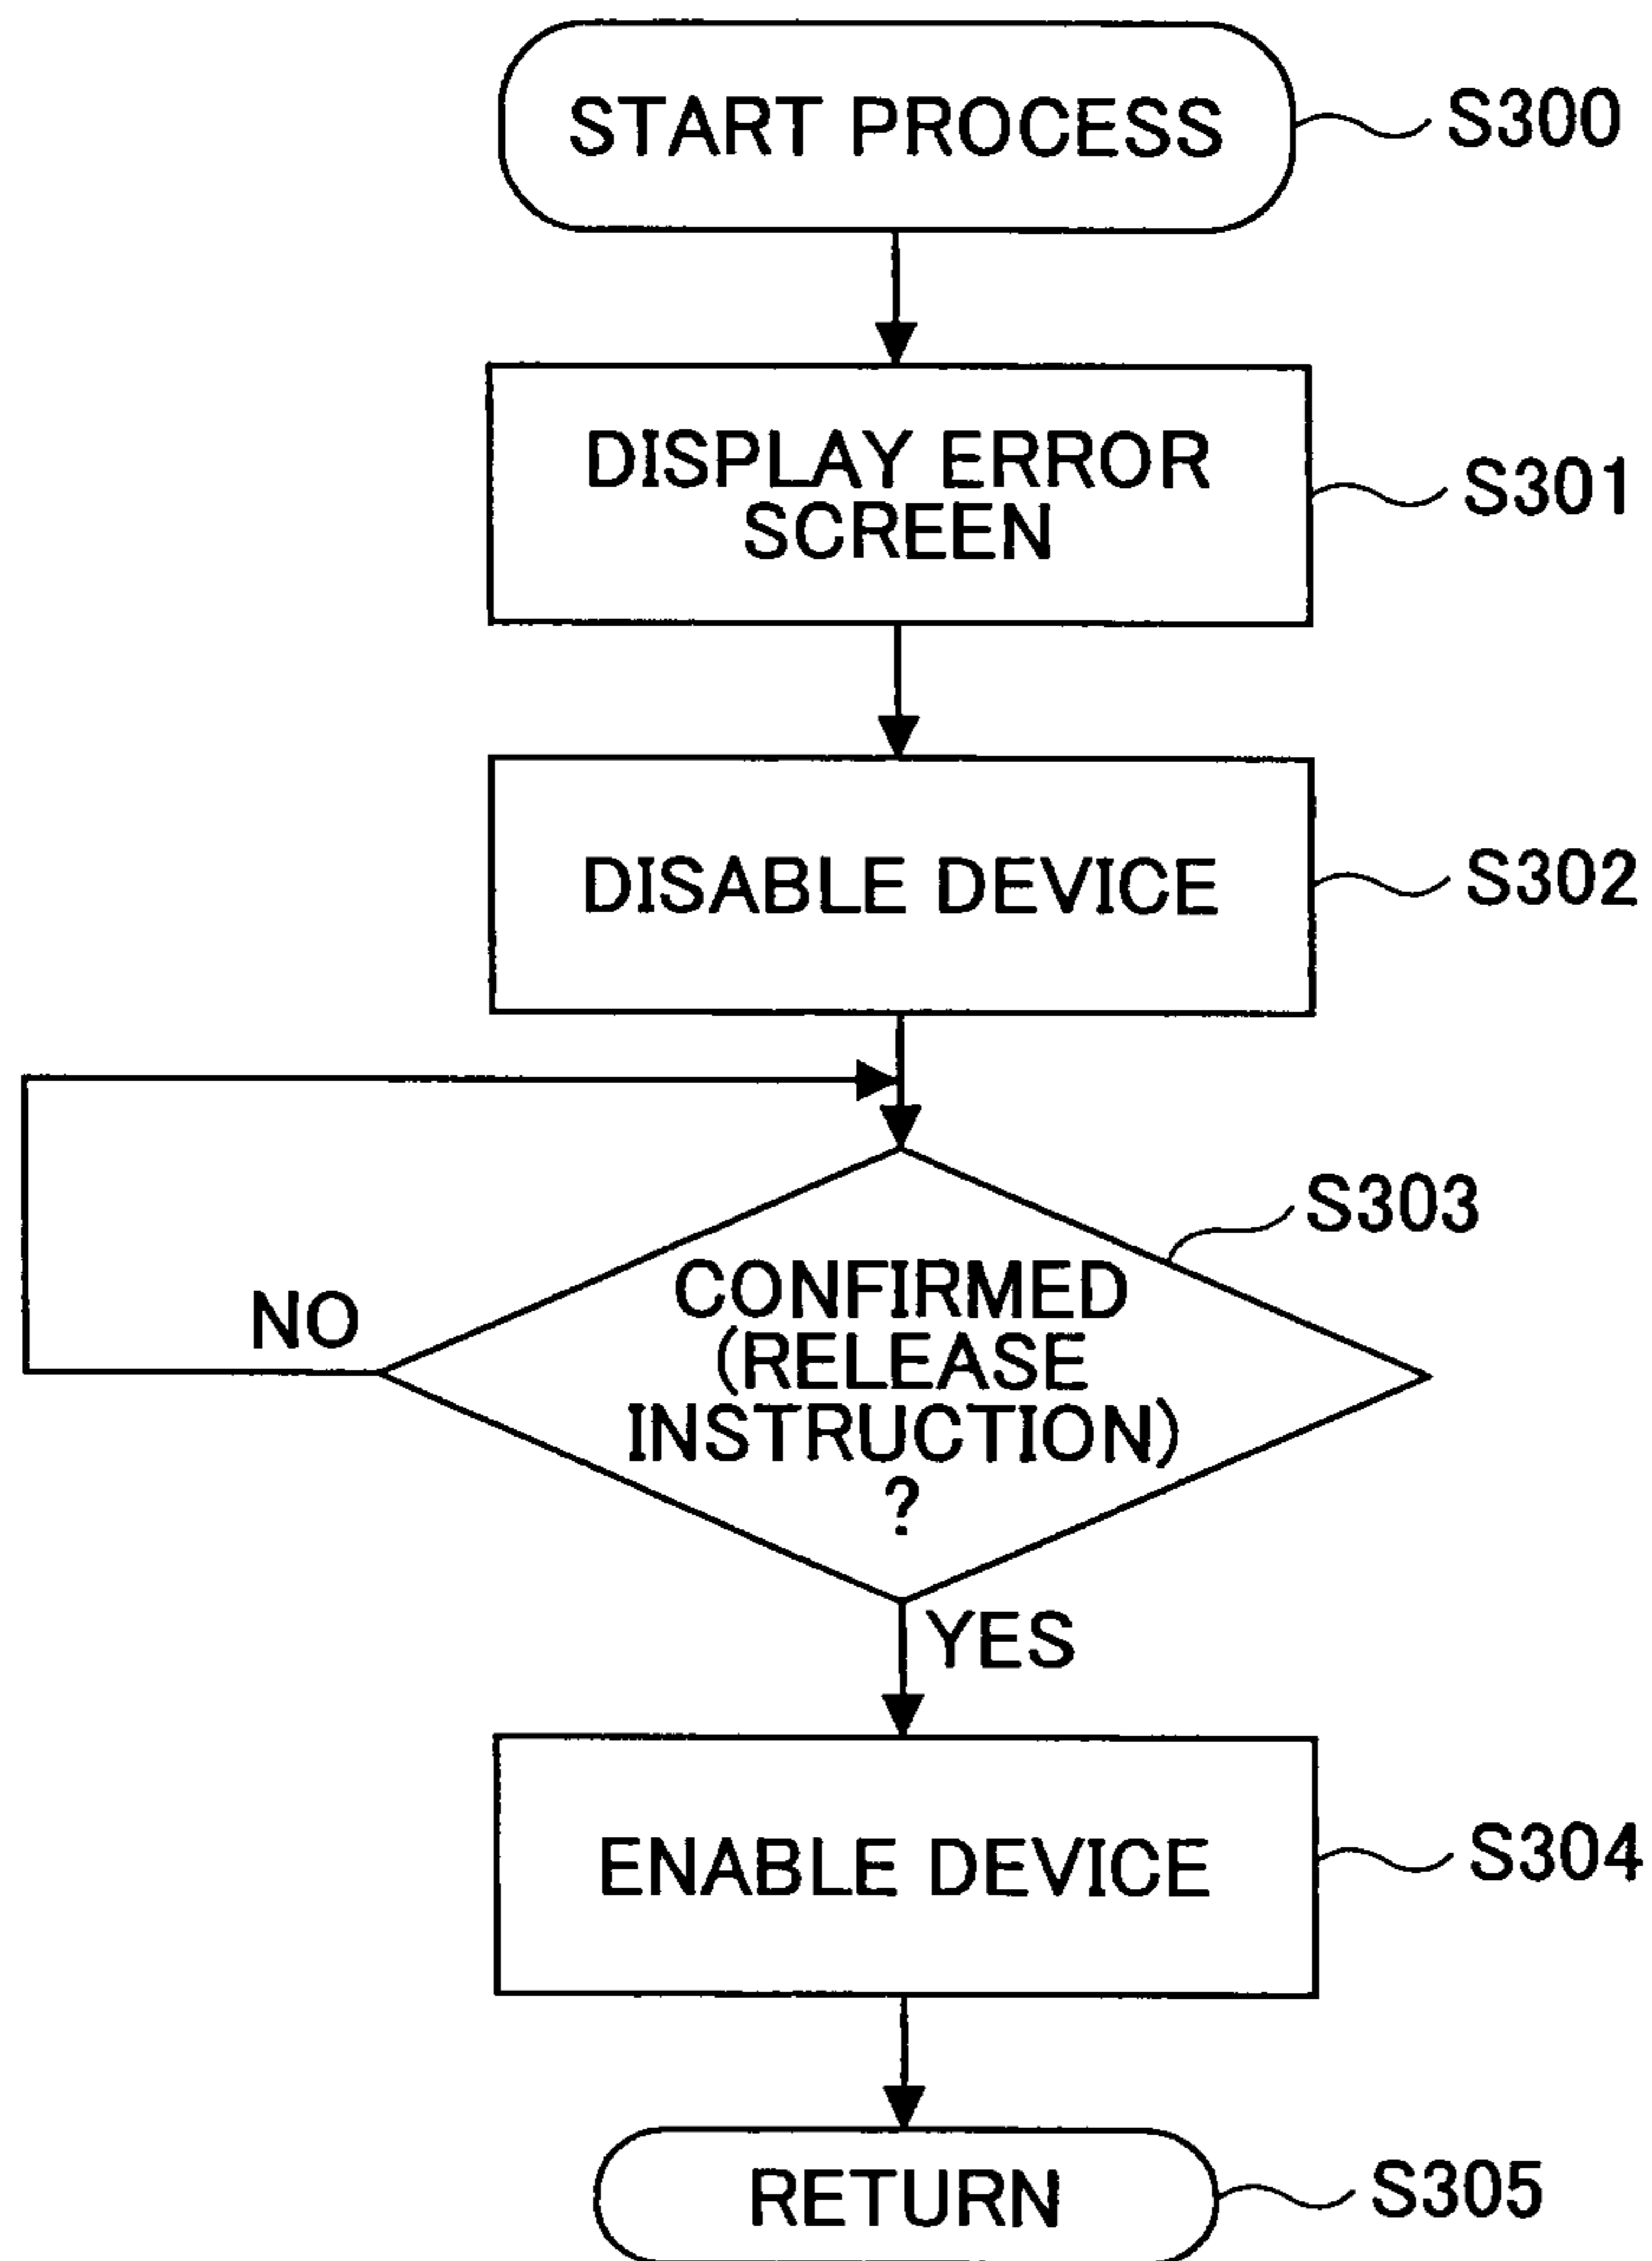 START PROCESS
S300
DISPLAY ERROR
SCREEN
S301
DISABLE DEVICE
S302
S303
CONFIRMED
(RELEASE
INSTRUCTION)
?
NO
YES
ENABLE DEVICE
S304
RETURN
S305